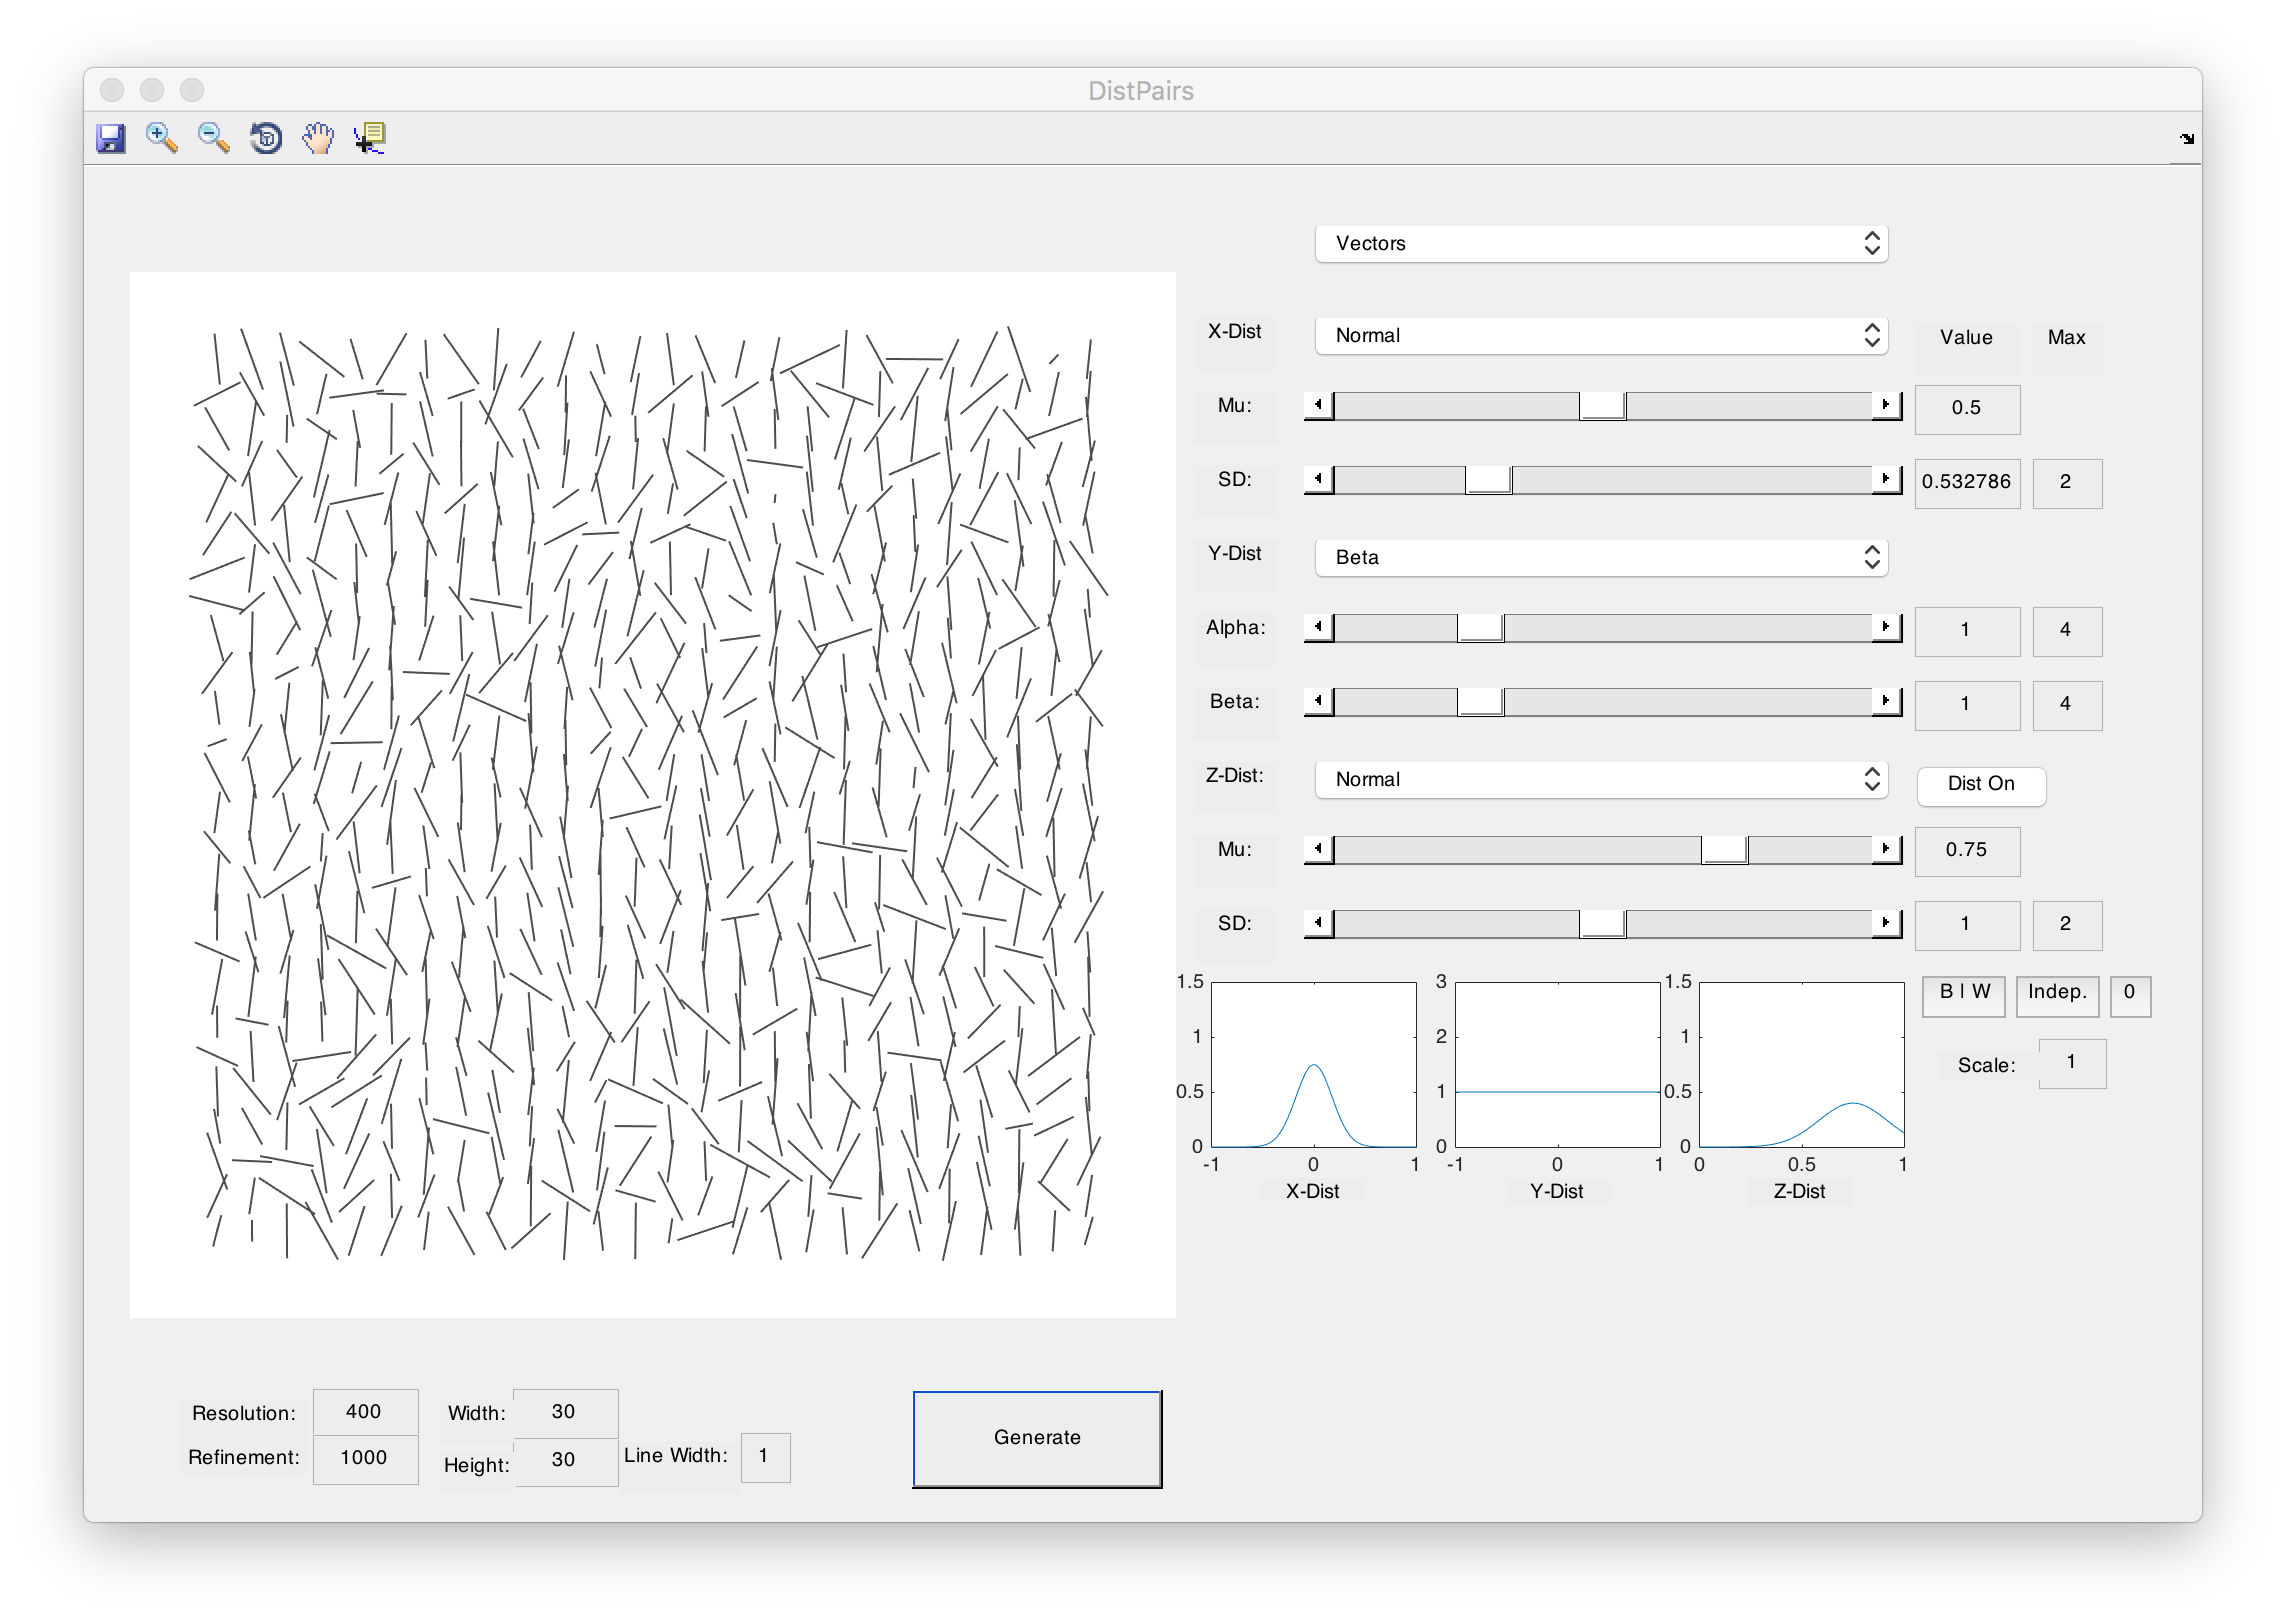 DistPairs
Vectors
X-Dist Normal Value Max
Mu: 0.5
SD: 0.532786 2
Y-Dist Beta
Alpha: 1 4
Beta: 1 4
Z-Dist: Normal Dist On
Mu: 0.75
SD: 1 2
1.5 3 1.5 B | W Indep. 0
1 2 1
Scale: 1
0.5 1 0.5
0 0 0
-1 0 1 -1 0 1 0 0.5 1
X-Dist Y-Dist Z-Dist
Resolution: 400 Width: 30
Refinement: 1000 Height: 30 Line Width: 1
Generate